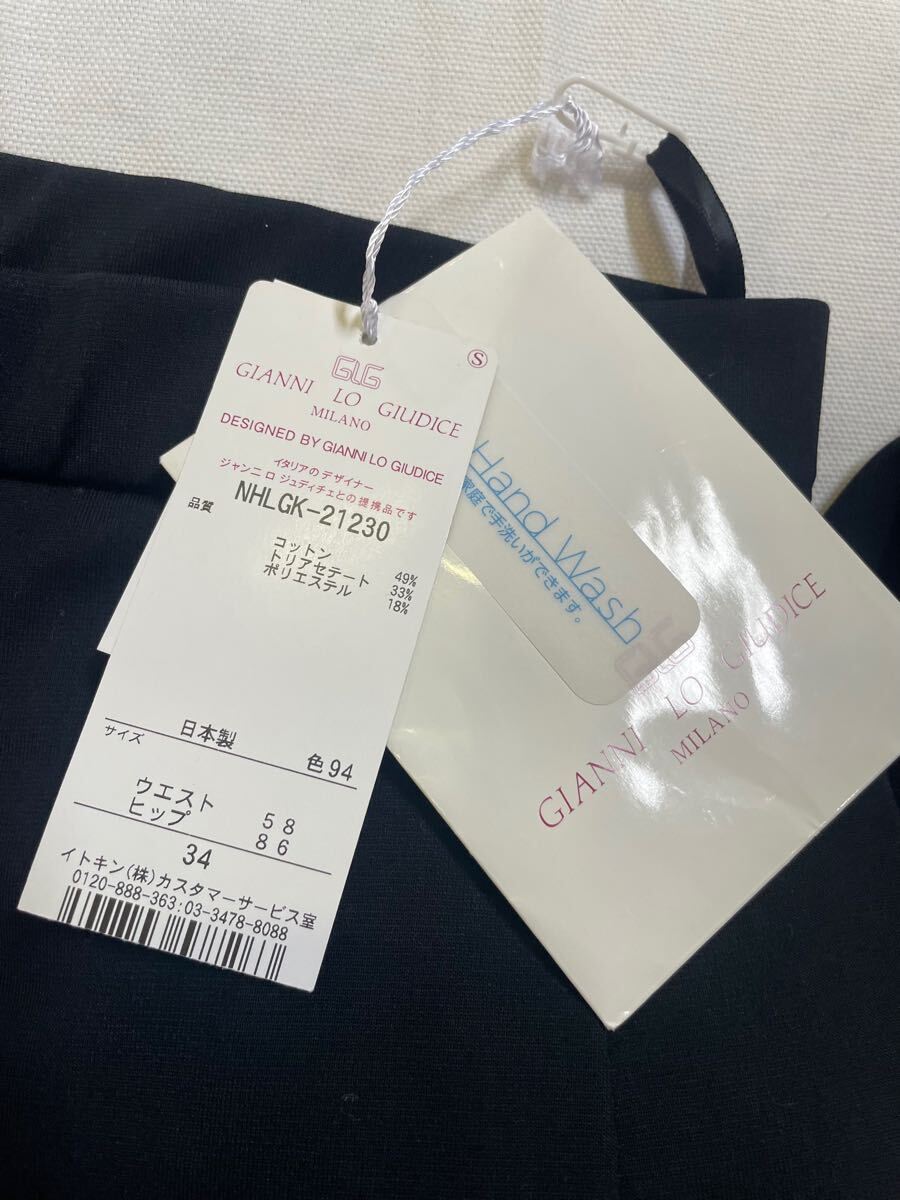 S
GLG
GIANNI LO GIUDICE
MILANO
DESIGNED BY GIANNI LO GIUDICE
イタリアのデザイナー
ジャンニ ロ ジュディチェとの提携品です
品質 NHLGK-21230
コットン 49%
トリアセテート 33%
ポリエステル 18%
日本製 色94
サイズ
ウエスト 58
ヒップ 86
34
イトキン(株)カスタマーサービス室
0120-888-363:03-3478-8088
Hand Wash
家庭で手洗いができます。
GLG
GIANNI LO GIUDICE
MILANO